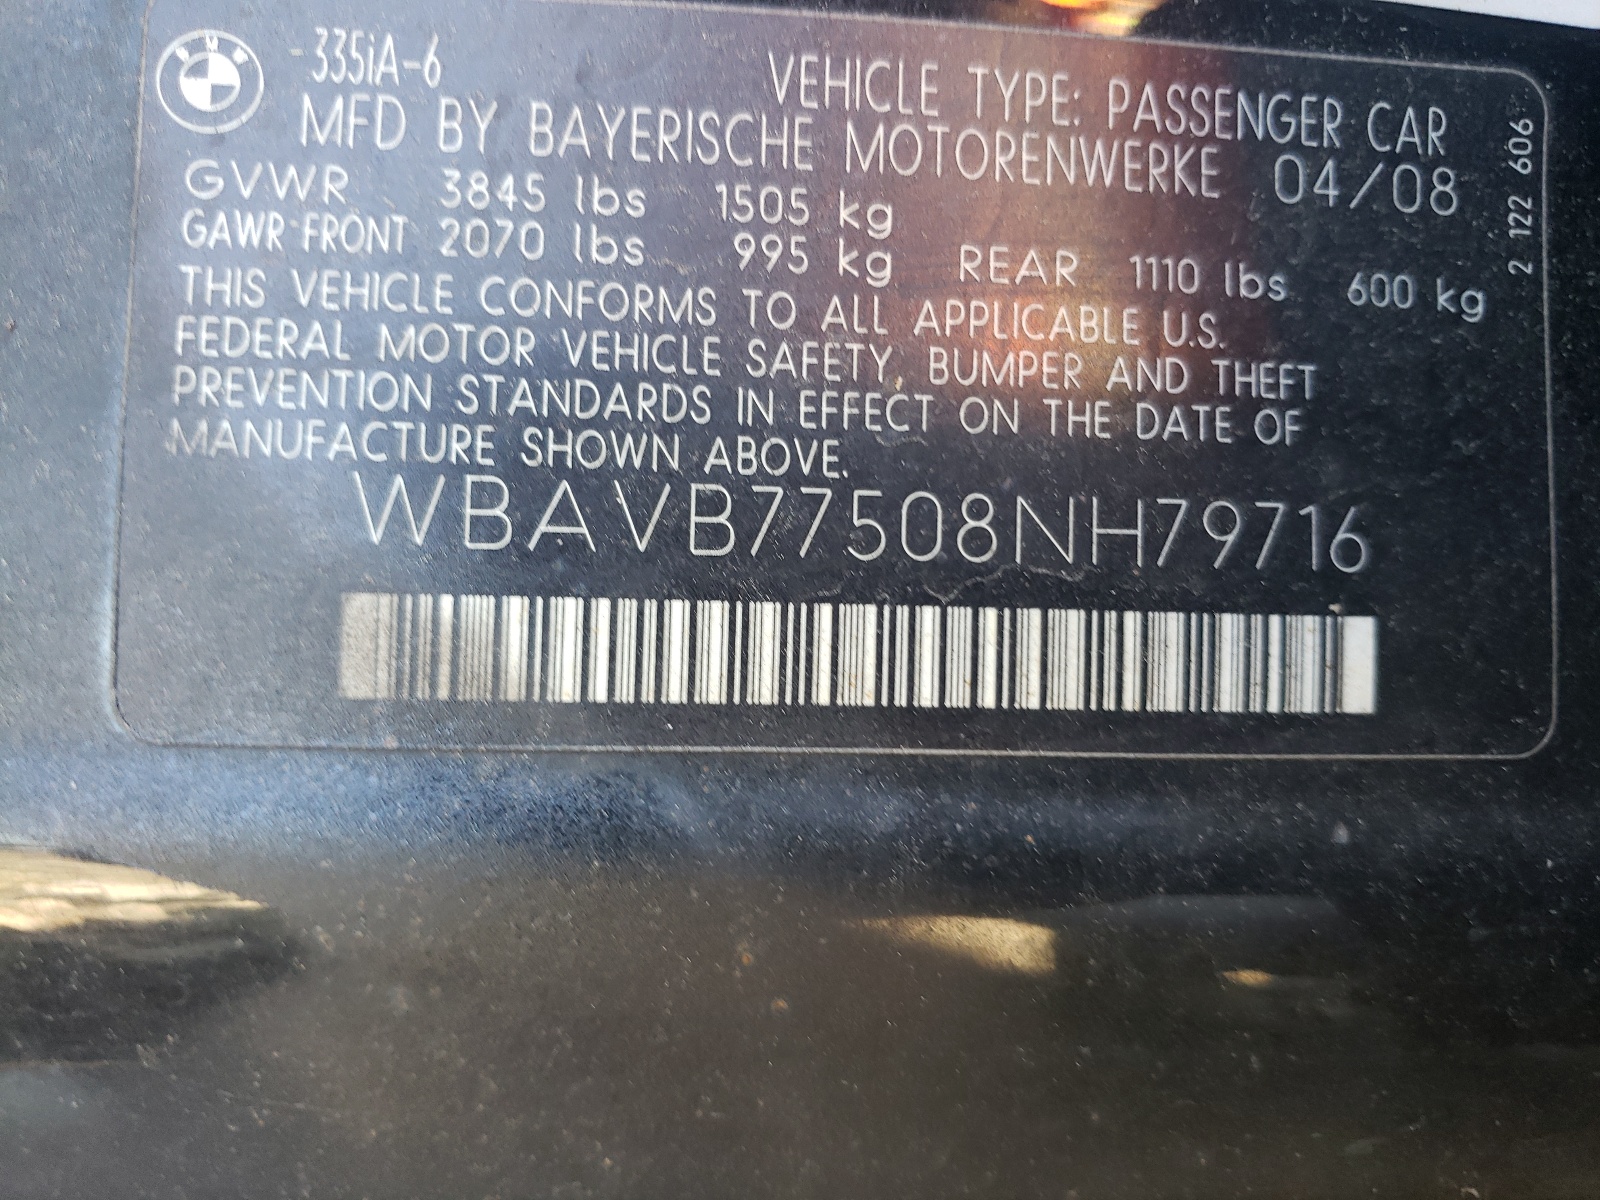 BMW
-335iA-6
VEHICLE TYPE: PASSENGER CAR
MFD BY BAYERISCHE MOTORENWERKE 04/08
GVWR 3845 lbs 1505 kg
GAWR-FRONT 2070 lbs 995 kg REAR 1110 lbs 600 kg
THIS VEHICLE CONFORMS TO ALL APPLICABLE U.S.
FEDERAL MOTOR VEHICLE SAFETY, BUMPER AND THEFT
PREVENTION STANDARDS IN EFFECT ON THE DATE OF
MANUFACTURE SHOWN ABOVE.
WBAVB77508NH79716
2 122 606